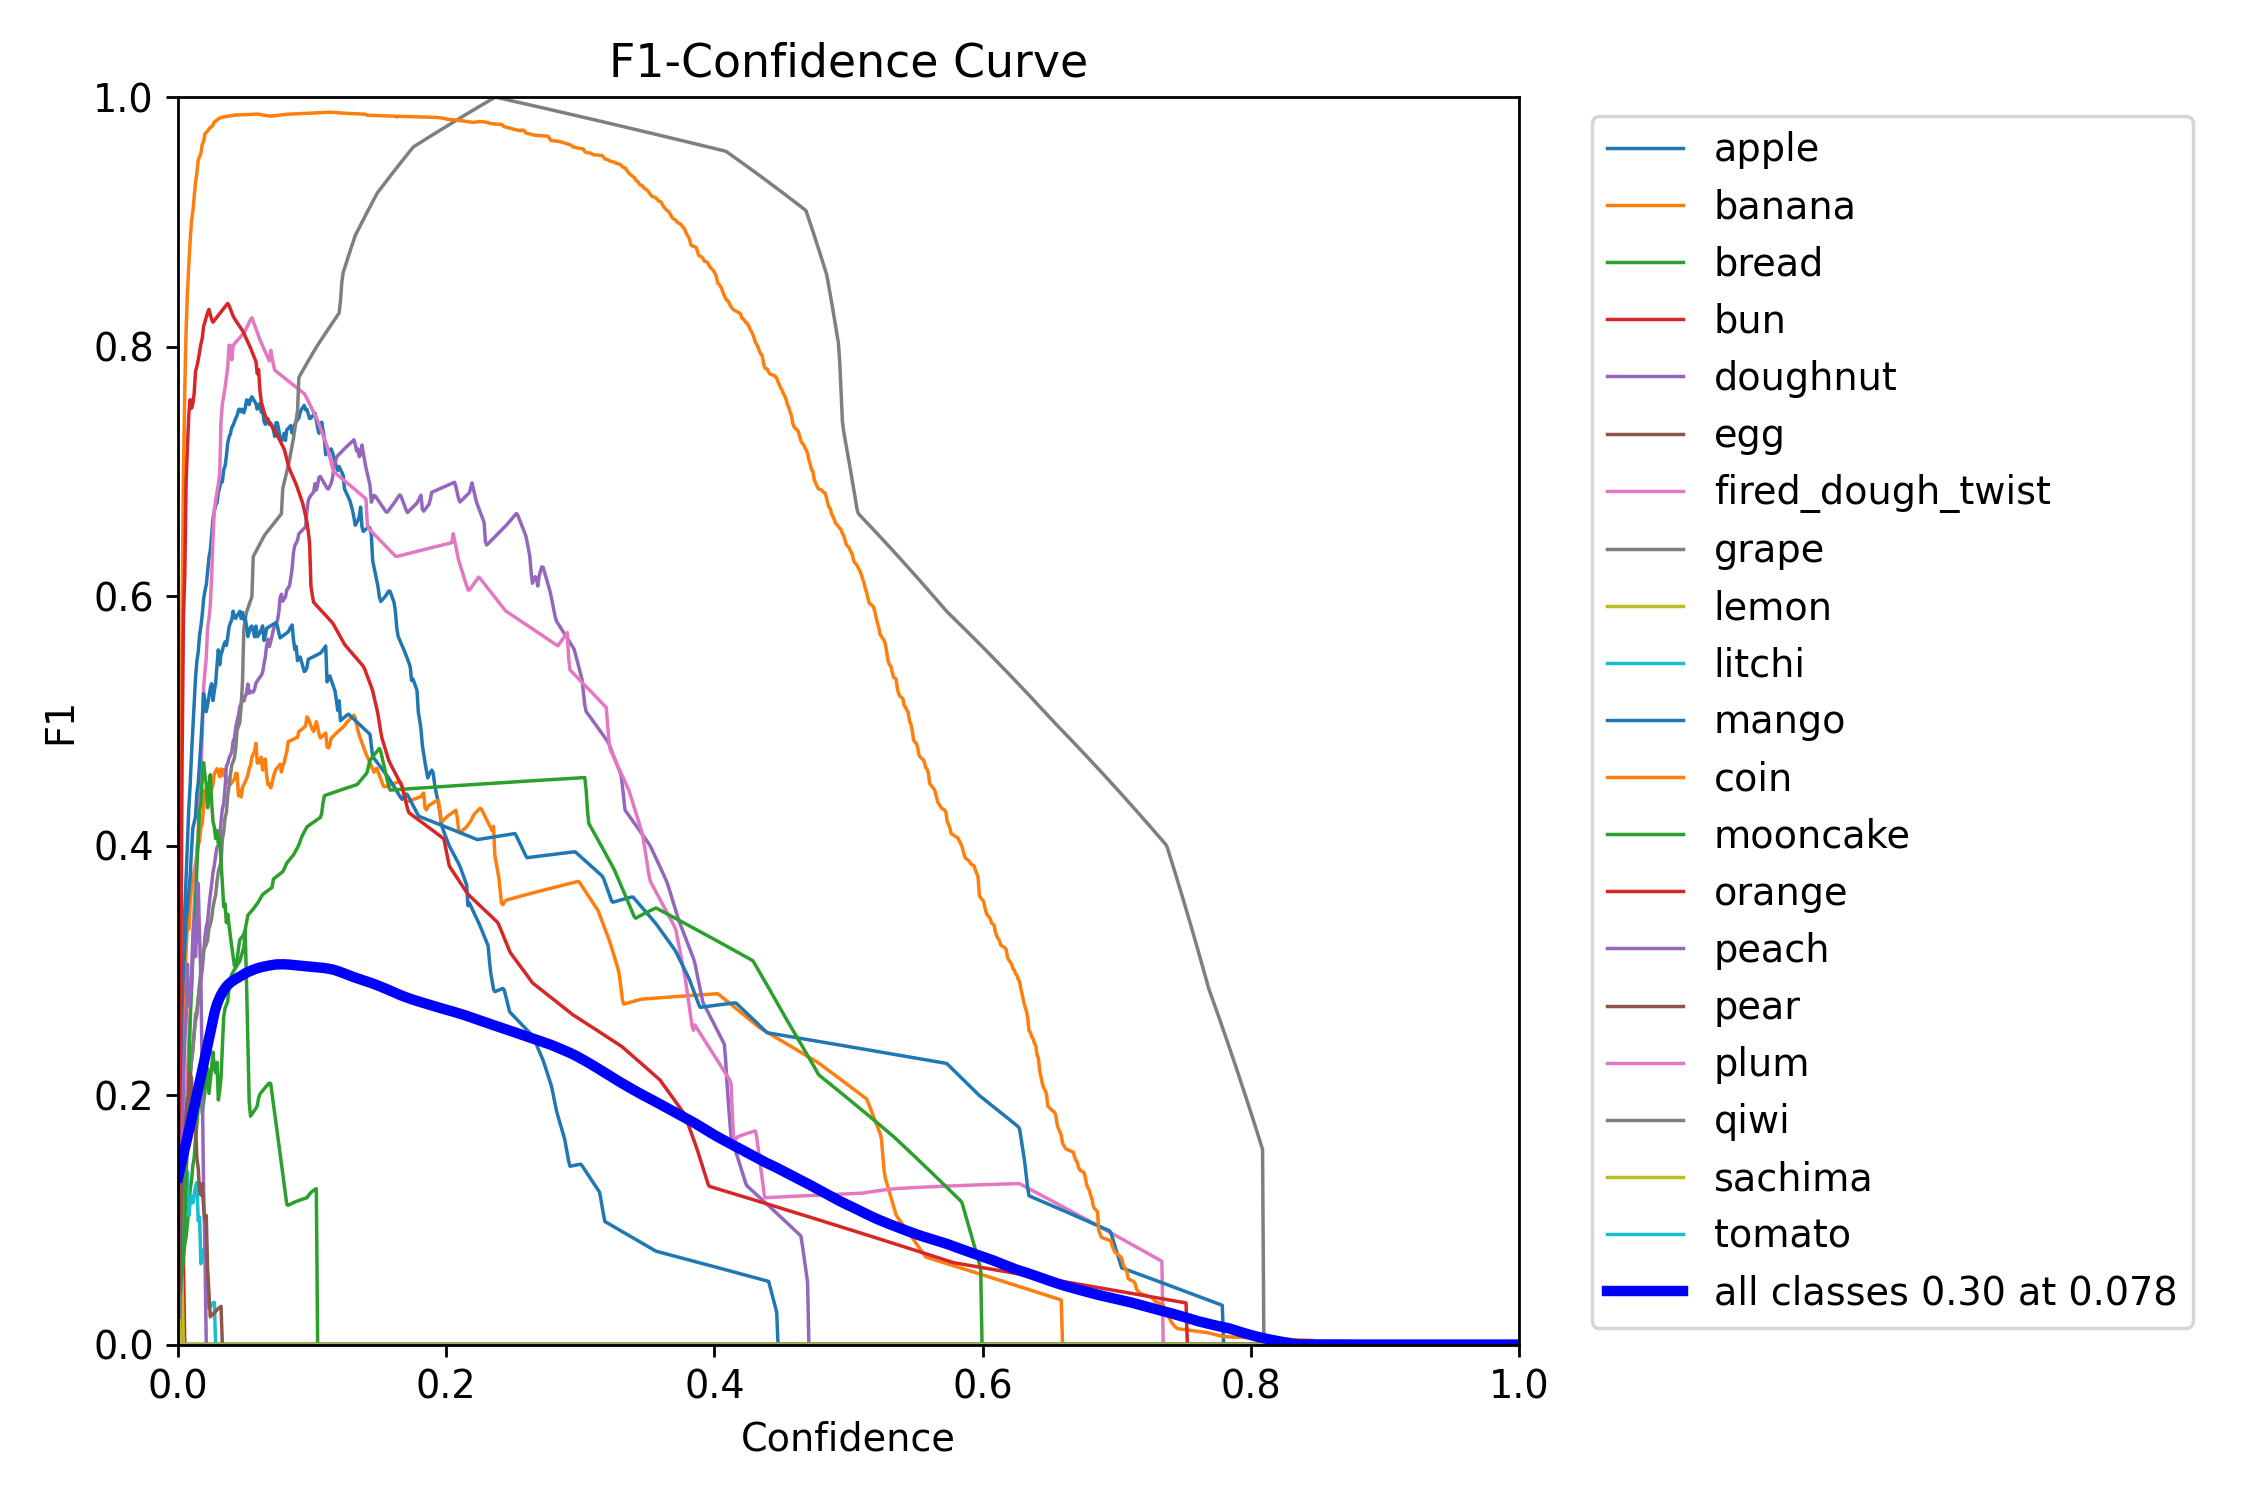 F1-Confidence Curve
1.0
0.8
0.6
0.4
0.2
0.0
F1
0.0 0.2 0.4 0.6 0.8 1.0
Confidence
apple
banana
bread
bun
doughnut
egg
fired_dough_twist
grape
lemon
litchi
mango
coin
mooncake
orange
peach
pear
plum
qiwi
sachima
tomato
all classes 0.30 at 0.078